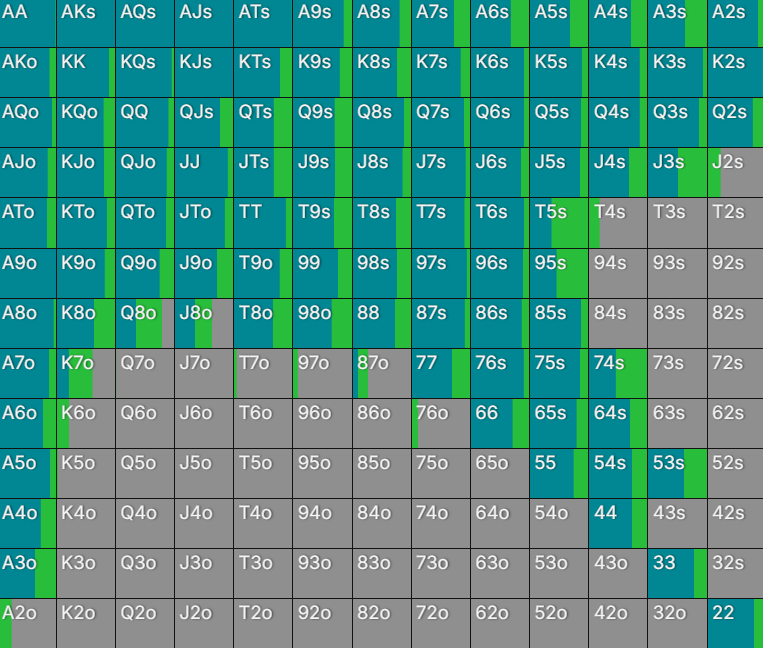 AA AKs AQs AJs ATs A9s A8s A7s A6s A5s A4s A3s A2s
AKo KK KQs KJs KTs K9s K8s K7s K6s K5s K4s K3s K2s
AQo KQo QQ QJs QTs Q9s Q8s Q7s Q6s Q5s Q4s Q3s Q2s
AJo KJo QJo JJ JTs J9s J8s J7s J6s J5s J4s J3s J2s
ATo KTo QTo JTo TT T9s T8s T7s T6s T5s T4s T3s T2s
A9o K9o Q9o J9o T9o 99 98s 97s 96s 95s 94s 93s 92s
A8o K8o Q8o J8o T8o 98o 88 87s 86s 85s 84s 83s 82s
A7o K7o Q7o J7o T7o 97o 87o 77 76s 75s 74s 73s 72s
A6o K6o Q6o J6o T6o 96o 86o 76o 66 65s 64s 63s 62s
A5o K5o Q5o J5o T5o 95o 85o 75o 65o 55 54s 53s 52s
A4o K4o Q4o J4o T4o 94o 84o 74o 64o 54o 44 43s 42s
A3o K3o Q3o J3o T3o 93o 83o 73o 63o 53o 43o 33 32s
A2o K2o Q2o J2o T2o 92o 82o 72o 62o 52o 42o 32o 22